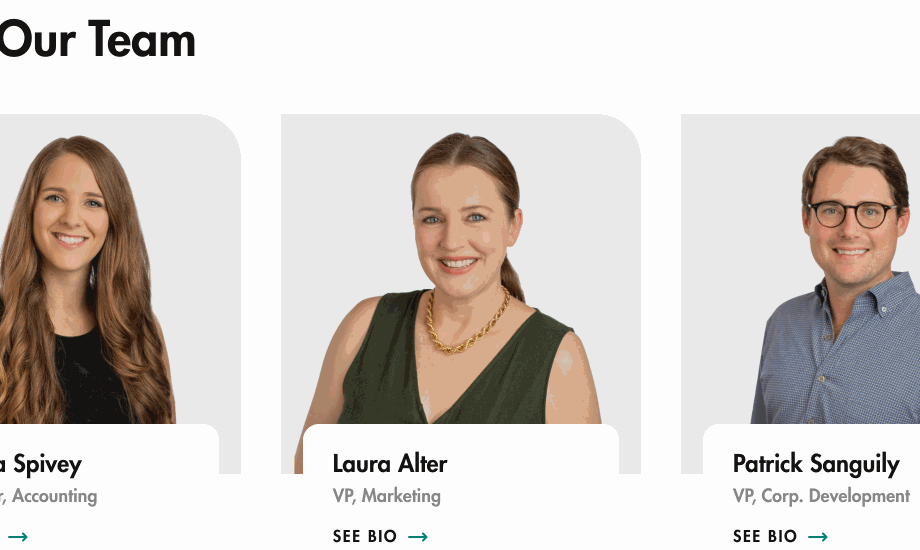 Our Team
a Spivey
r, Accounting
Laura Alter
VP, Marketing
SEE BIO
Patrick Sanguily
VP, Corp. Development
SEE BIO